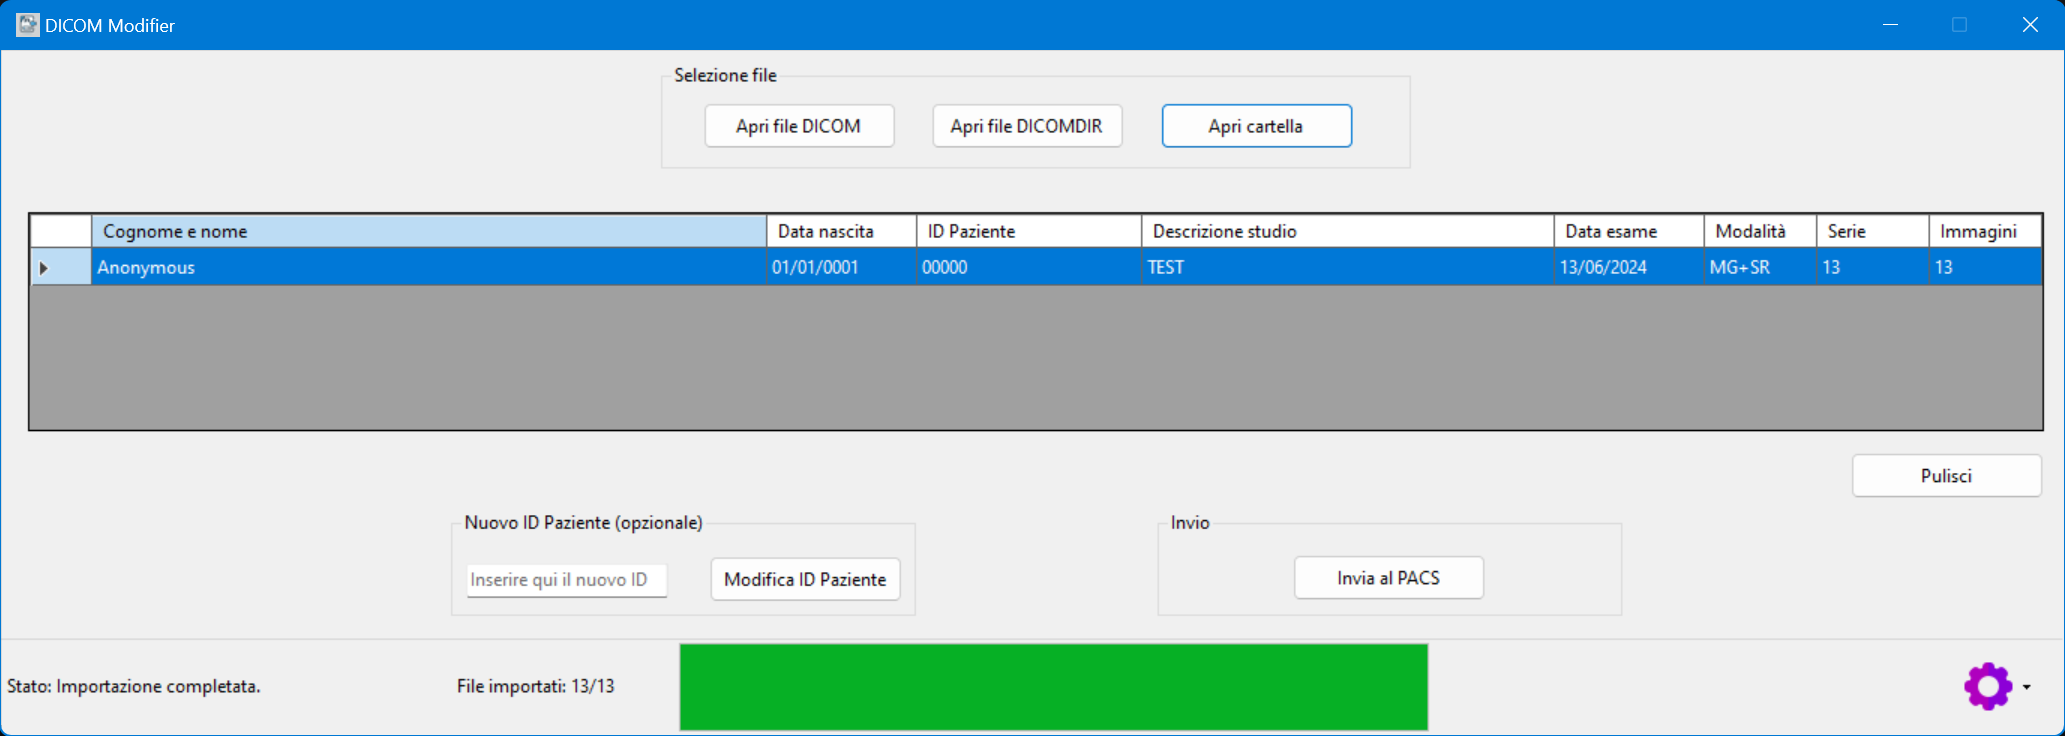 DICOM Modifier
Selezione file
Apri file DICOM Apri file DICOMDIR Apri cartella
Cognome e nome Data nascita ID Paziente Descrizione studio Data esame Modalità Serie Immagini
Anonymous 01/01/0001 00000 TEST 13/06/2024 MG+SR 13 13
Pulisci
Nuovo ID Paziente (opzionale) Invio
Inserire qui il nuovo ID Modifica ID Paziente Invia al PACS
Stato: Importazione completata. File importati: 13/13